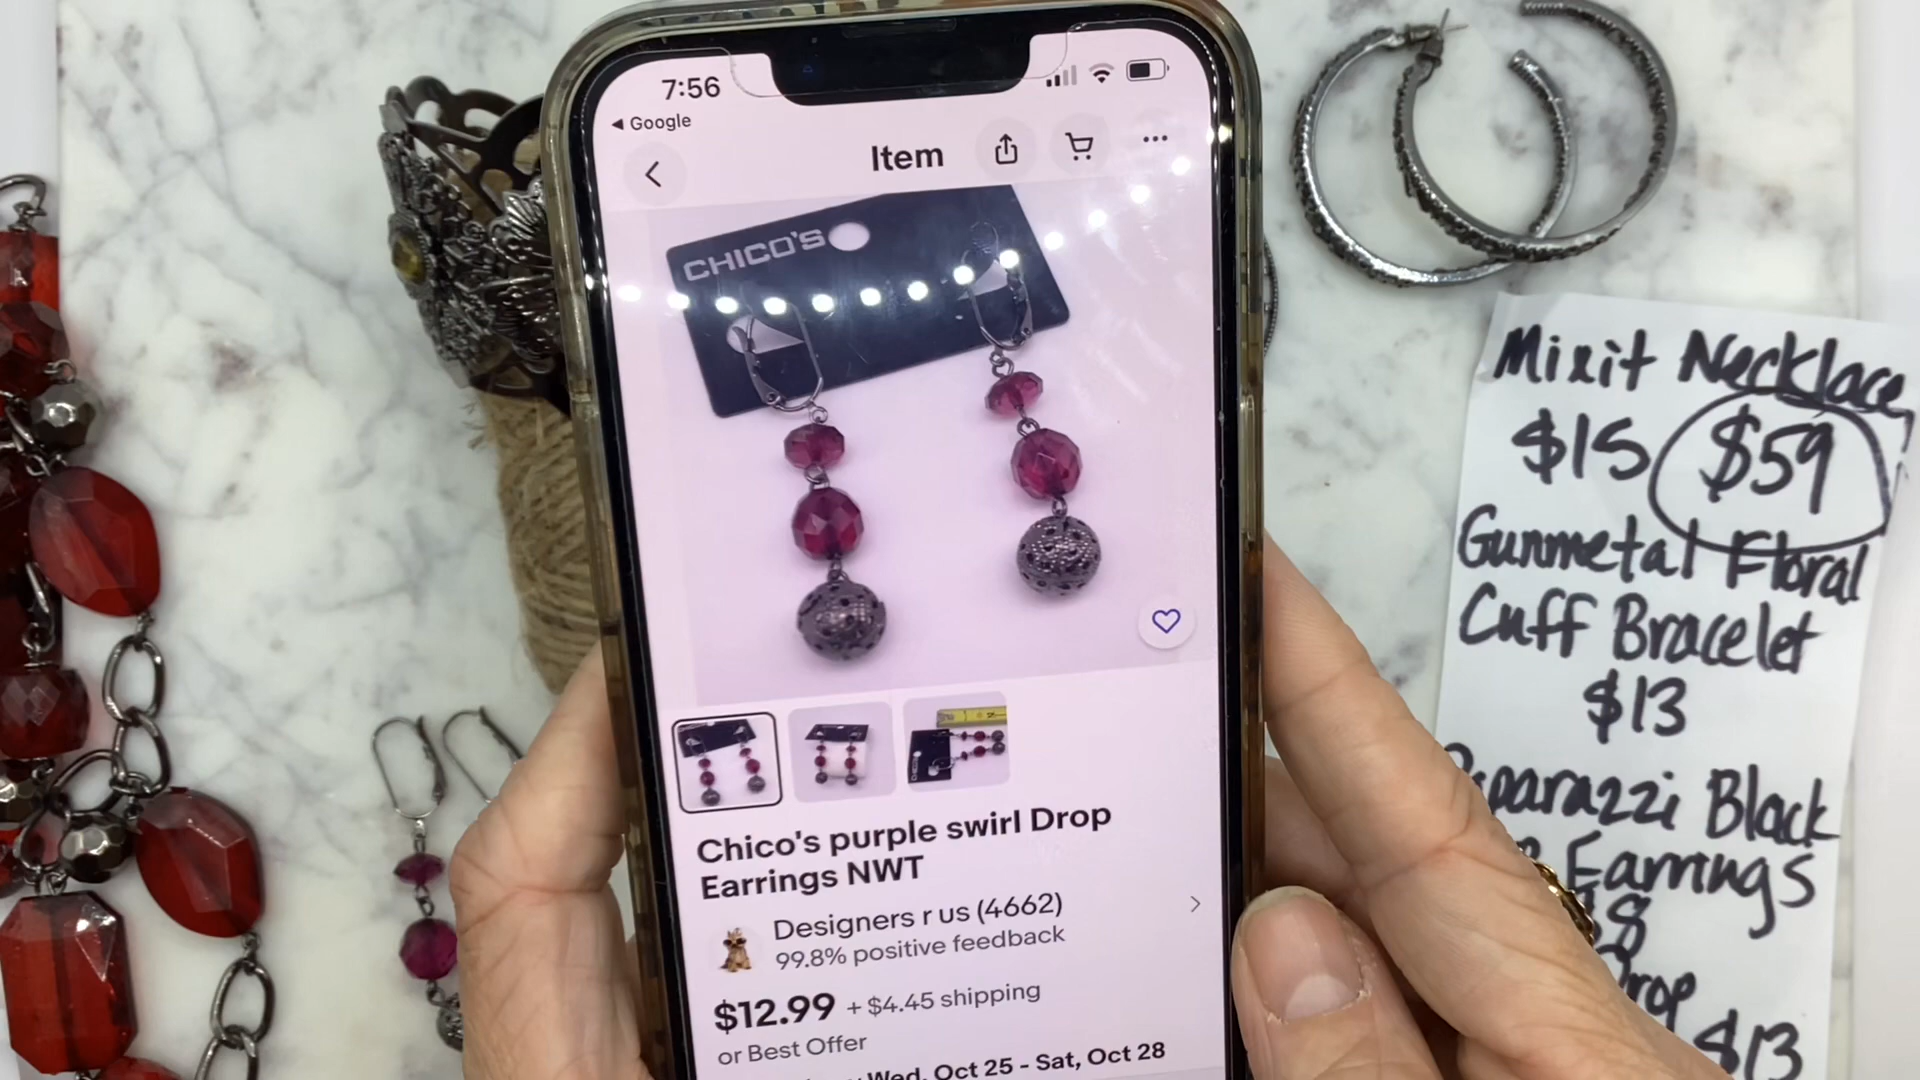 7:56
Google
Item
CHICO'S
Chico's purple swirl Drop
Earrings NWT
Designers r us (4662)
99.8% positive feedback
$12.99 + $4.45 shipping
or Best Offer
Wed, Oct 25 - Sat, Oct 28
Mixit Necklace
$15 $59
Gunmetal Floral
Cuff Bracelet
$13
Paparazzi Black
Earrings
$8
Drop
$13